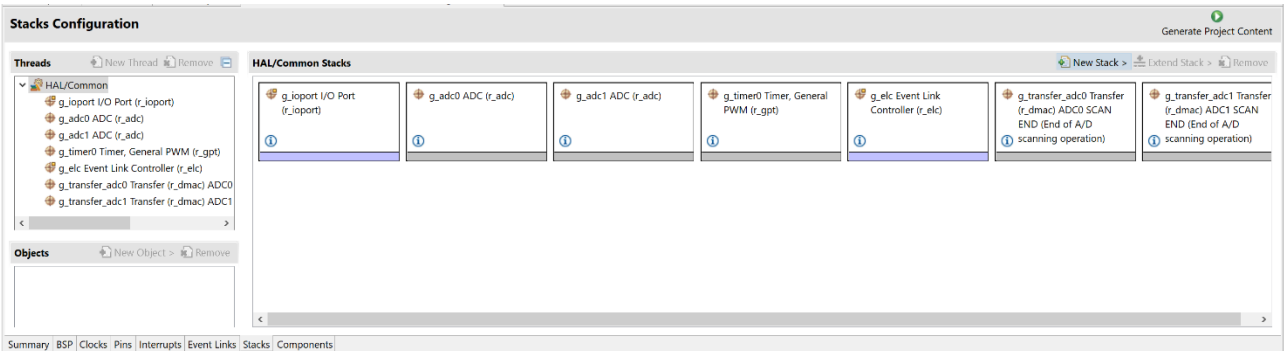 Stacks Configuration
Generate Project Content
Threads
New Thread
Remove
HAL/Common
g_ioport I/O Port (r_ioport)
g_adc0 ADC (r_adc)
g_adc1 ADC (r_adc)
g_timer0 Timer, General PWM (r_gpt)
g_elc Event Link Controller (r_elc)
g_transfer_adc0 Transfer (r_dmac) ADC0
g_transfer_adc1 Transfer (r_dmac) ADC1
Objects
New Object >
Remove
HAL/Common Stacks
New Stack >
Extend Stack >
Remove
g_ioport I/O Port
(r_ioport)
g_adc0 ADC (r_adc)
g_adc1 ADC (r_adc)
g_timer0 Timer, General
PWM (r_gpt)
g_elc Event Link
Controller (r_elc)
g_transfer_adc0 Transfer
(r_dmac) ADC0 SCAN
END (End of A/D
scanning operation)
g_transfer_adc1 Transfer
(r_dmac) ADC1 SCAN
END (End of A/D
scanning operation)
Summary BSP Clocks Pins Interrupts Event Links Stacks Components